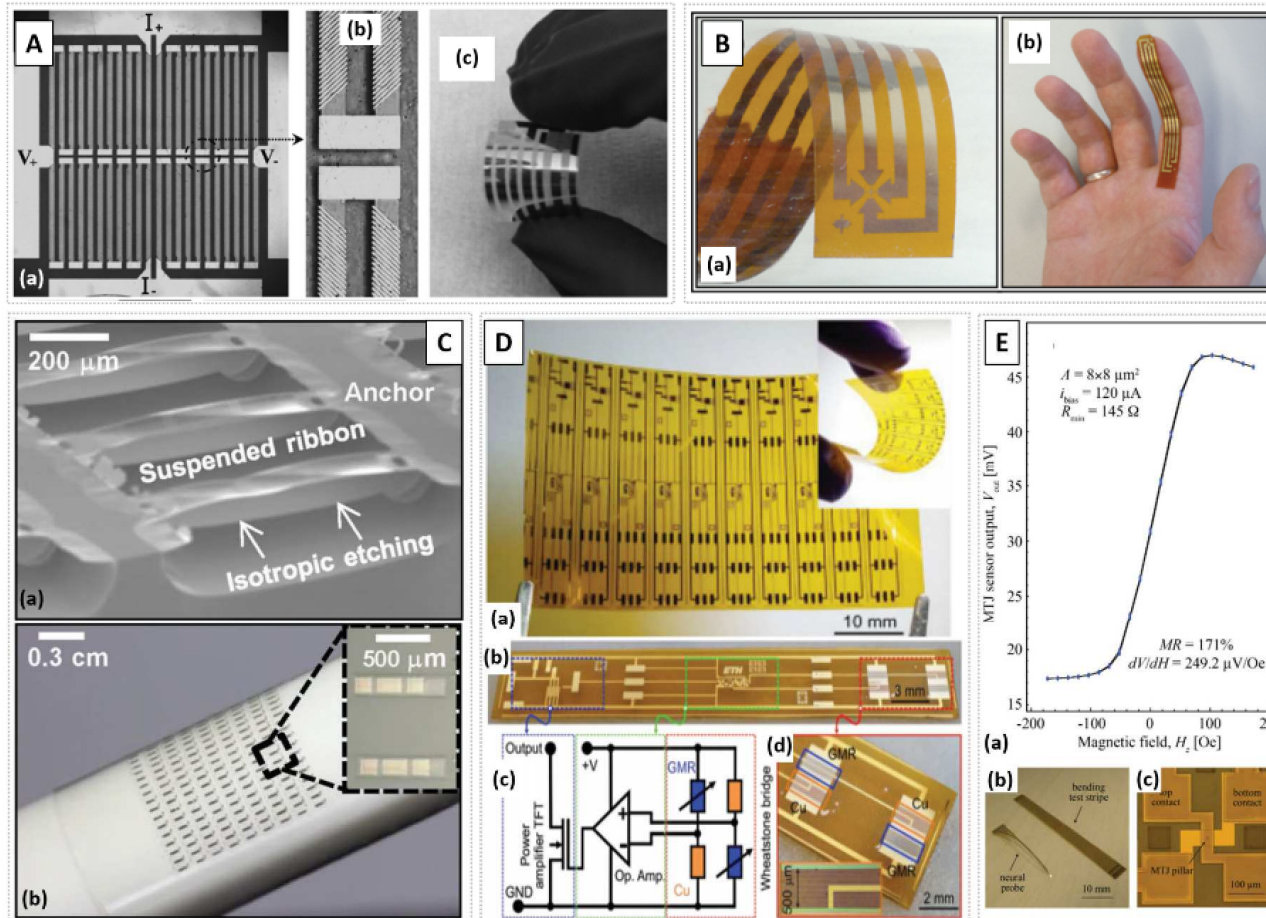 A
I+
V+
V-
I-
(a)
(b)
(c)
B
(a)
(b)
C
200 µm
Anchor
Suspended ribbon
Isotropic etching
(a)
0.3 cm
500 µm
(b)
D
(a)
10 mm
(b)
ETH
3 mm
(c)
Output
+V
GMR
Power
amplifier TFT
Op. Amp.
Cu
GND
Wheatstone bridge
(d)
GMR
Cu
Cu
GMR
500 µm
2 mm
E
MTJ sensor output, Vout [mV]
45
40
35
30
25
20
15
A = 8×8 µm²
ibias = 120 µA
Rmin = 145 Ω
MR = 171%
dV/dH = 249.2 µV/Oe
-200
-100
0
100
200
Magnetic field, Hz [Oe]
(a)
(b)
bending
test stripe
neural
probe
10 mm
(c)
top
contact
bottom
contact
MTJ pillar
100 µm